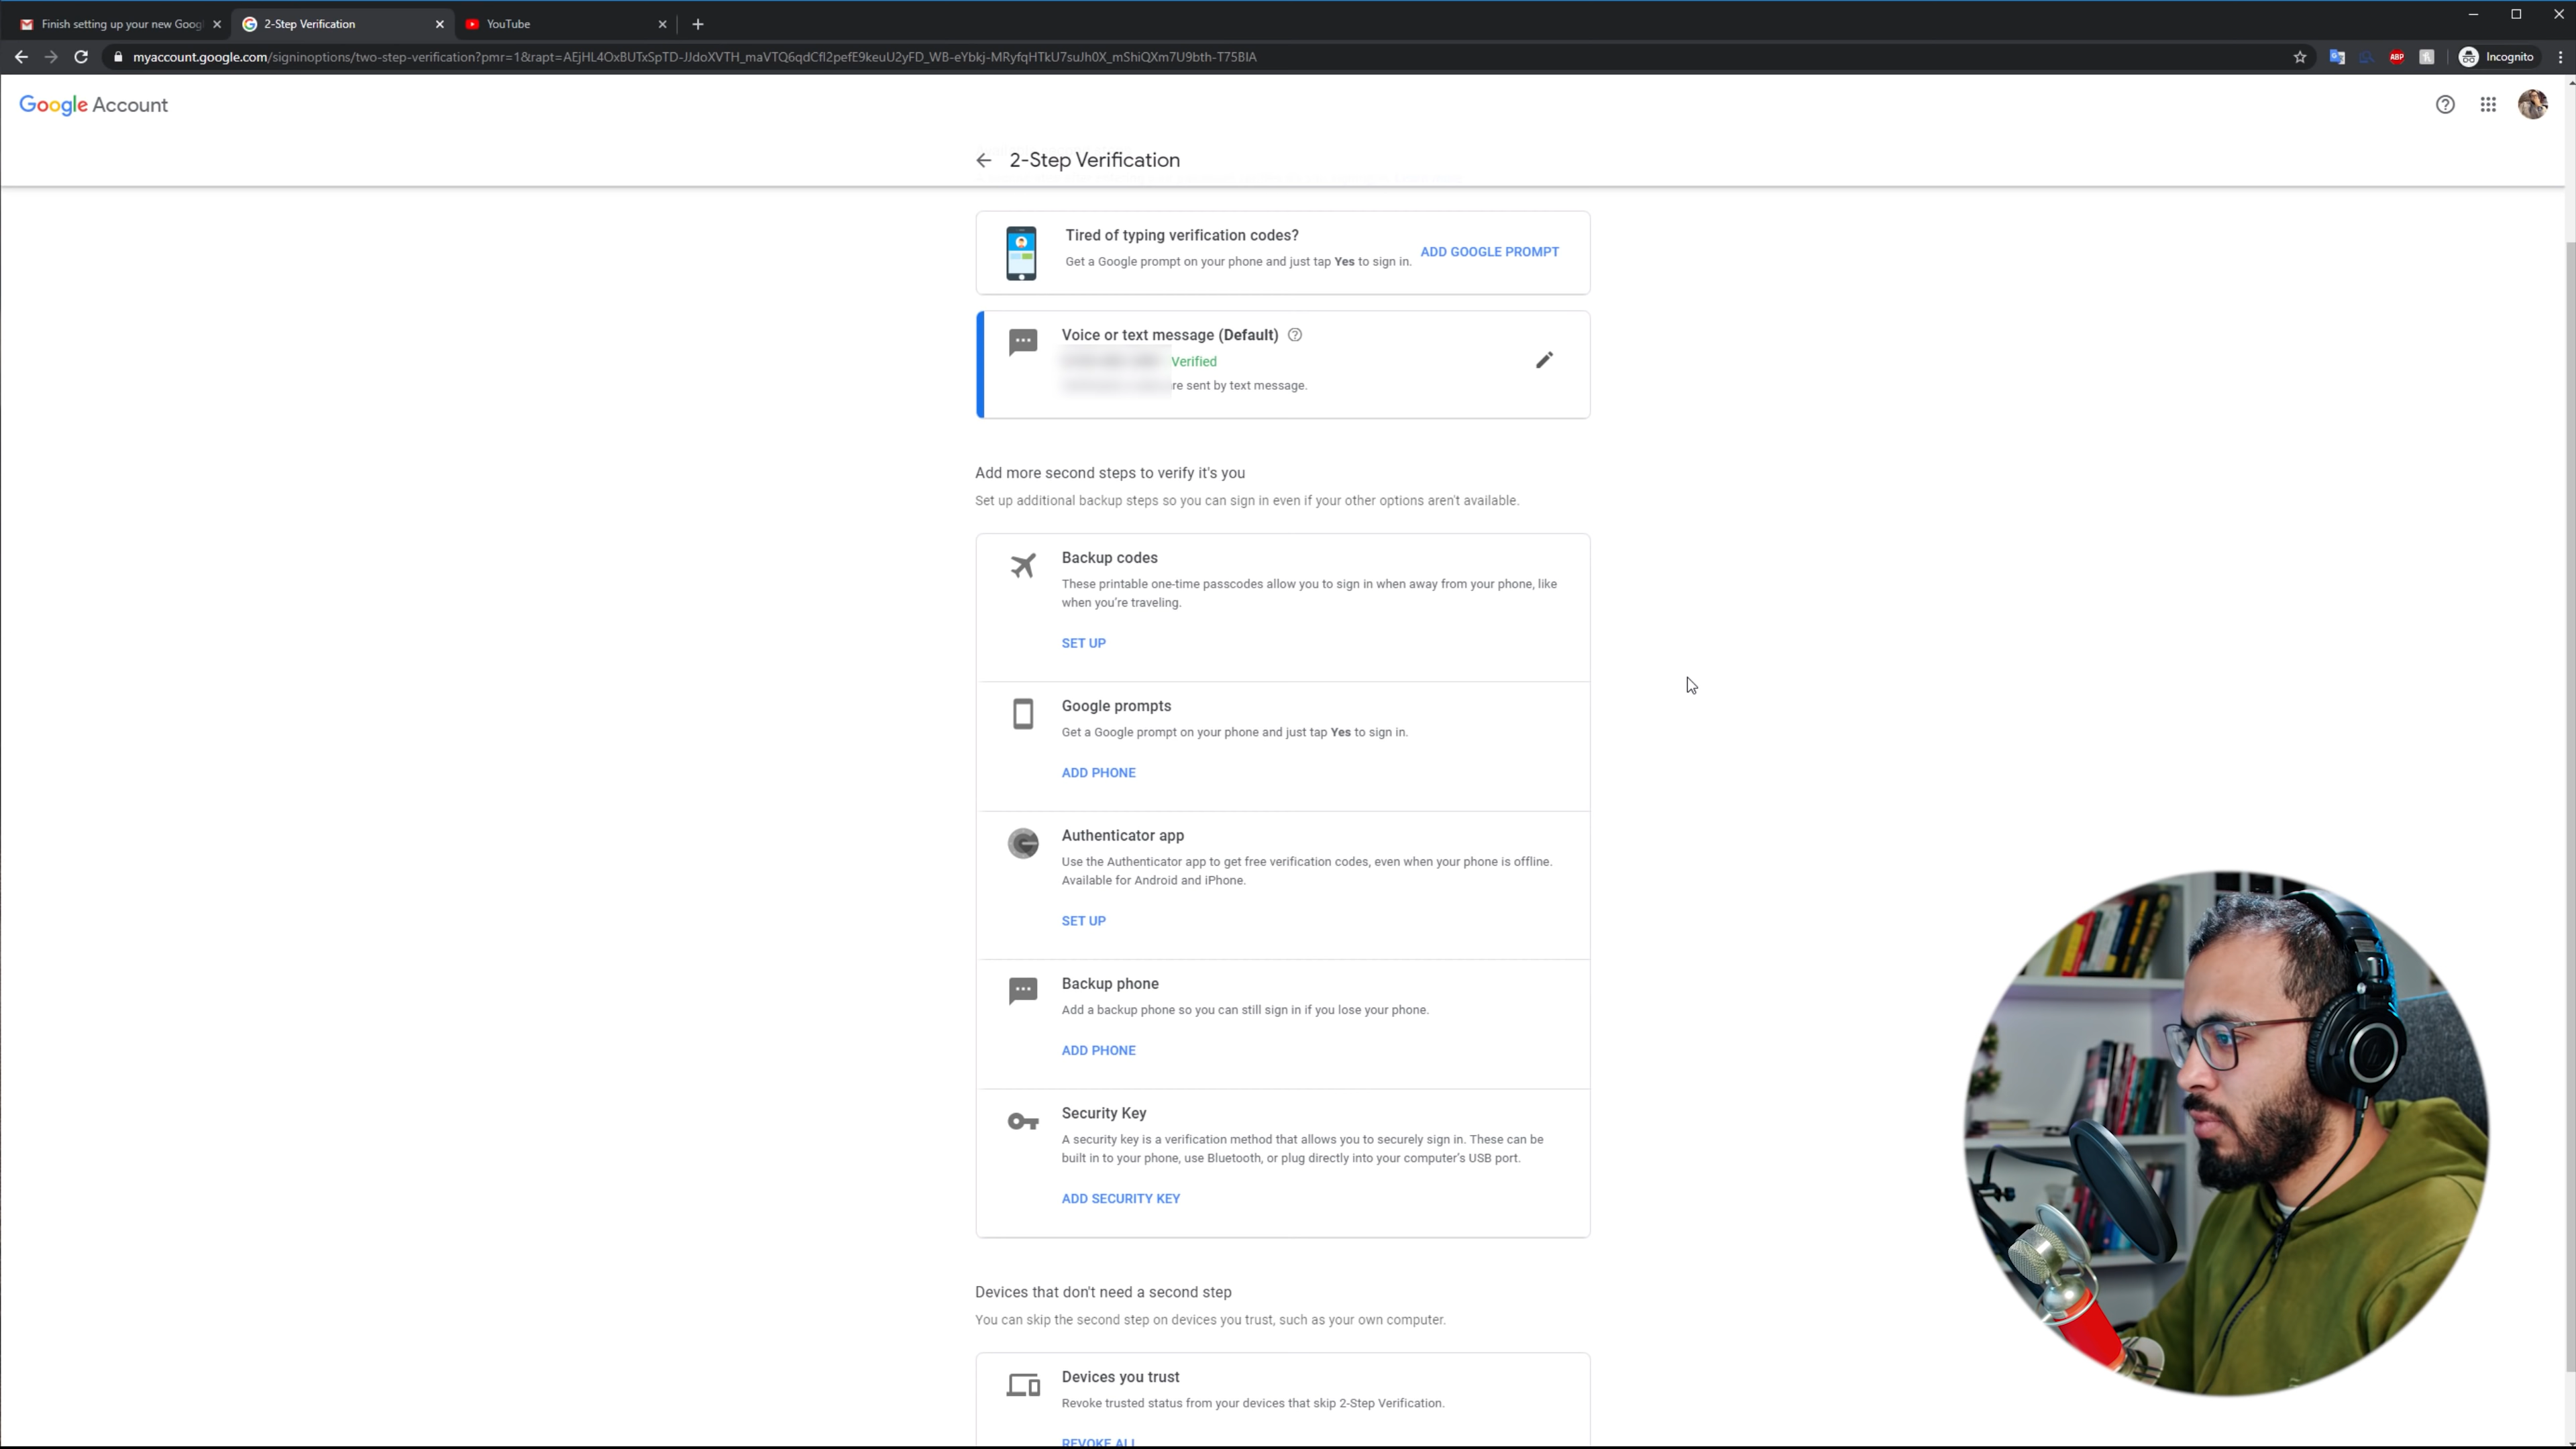 Finish setting up your new Goog
2-Step Verification
YouTube
myaccount.google.com/signinoptions/two-step-verification?pmr=1&rapt=AEjHL4OxBUTxSpTD-JJdoXVTH_maVTQ6qdCfl2pefE9keuU2yFD_WB-eYbkj-MRyfqHTkU7suJh0X_mShiQXm7U9bth-T75BIA
ABP
Incognito
Google Account
2-Step Verification
Tired of typing verification codes?
Get a Google prompt on your phone and just tap Yes to sign in.
ADD GOOGLE PROMPT
Voice or text message (Default)
Verified
re sent by text message.
Add more second steps to verify it's you
Set up additional backup steps so you can sign in even if your other options aren't available.
Backup codes
These printable one-time passcodes allow you to sign in when away from your phone, like
when you're traveling.
SET UP
Google prompts
Get a Google prompt on your phone and just tap Yes to sign in.
ADD PHONE
Authenticator app
Use the Authenticator app to get free verification codes, even when your phone is offline.
Available for Android and iPhone.
SET UP
Backup phone
Add a backup phone so you can still sign in if you lose your phone.
ADD PHONE
Security Key
A security key is a verification method that allows you to securely sign in. These can be
built in to your phone, use Bluetooth, or plug directly into your computer's USB port.
ADD SECURITY KEY
Devices that don't need a second step
You can skip the second step on devices you trust, such as your own computer.
Devices you trust
Revoke trusted status from your devices that skip 2-Step Verification.
REVOKE ALL